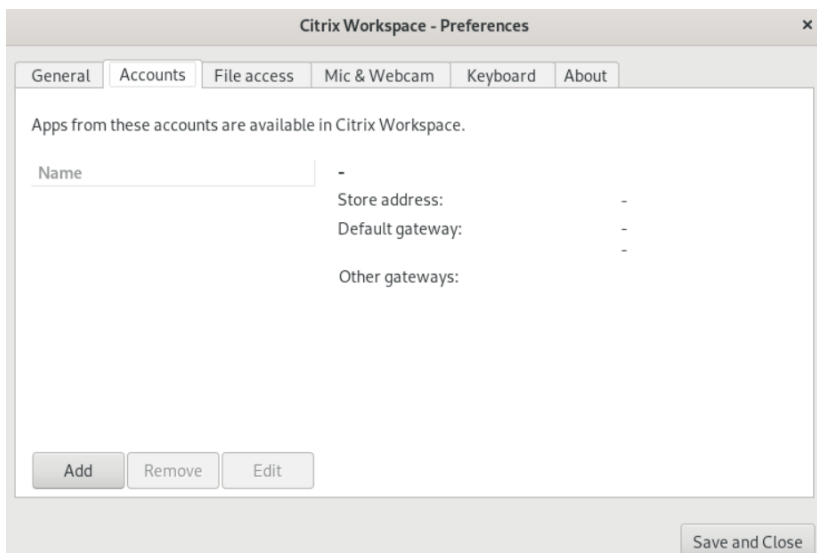 Citrix Workspace - Preferences ×
General Accounts File access Mic & Webcam Keyboard About
Apps from these accounts are available in Citrix Workspace.
Name -
Store address: -
Default gateway: -
-
Other gateways:
Add Remove Edit
Save and Close